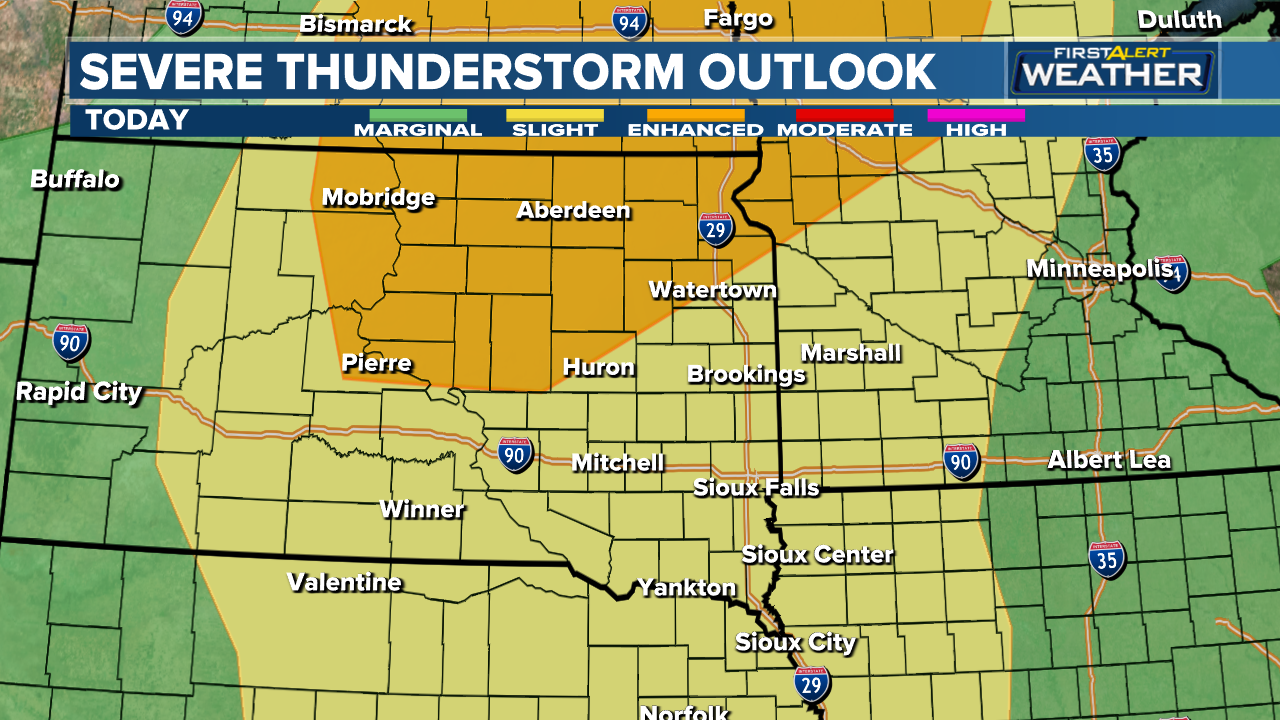 94
Bismarck
94
Fargo
Duluth
SEVERE THUNDERSTORM OUTLOOK
FIRST ALERT
WEATHER
TODAY
MARGINAL
SLIGHT
ENHANCED
MODERATE
HIGH
35
Buffalo
Mobridge
Aberdeen
29
Minneapolis
Watertown
90
Pierre
Huron
Marshall
Brookings
Rapid City
90
Mitchell
90
Albert Lea
Sioux Falls
Winner
Sioux Center
35
Valentine
Yankton
Sioux City
29
Norfolk